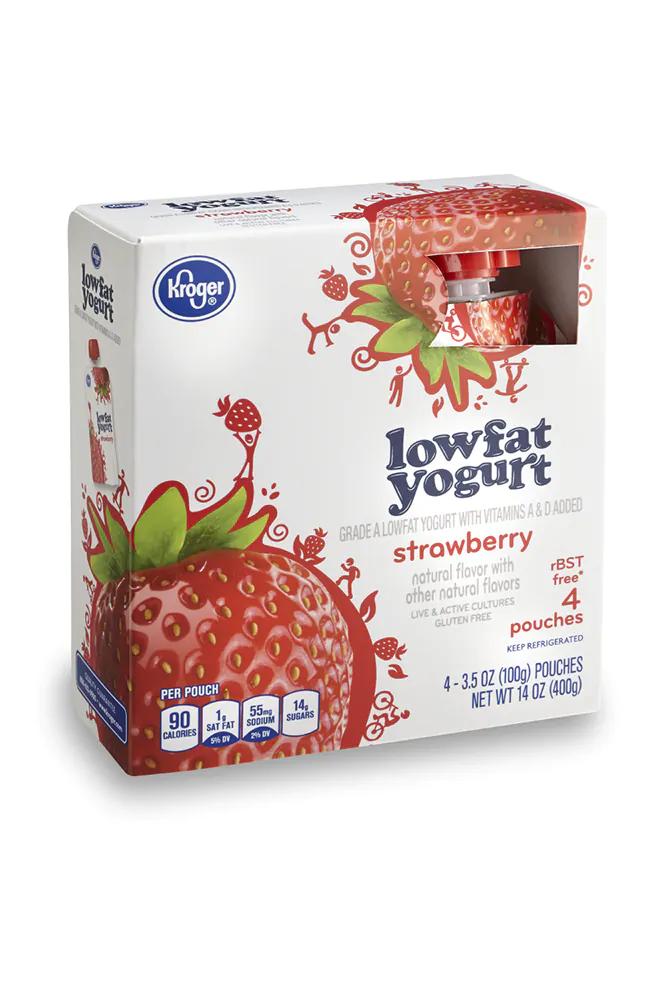 Kroger
strawberry
lowfat
yogurt
Kroger
®
lowfat
yogurt
strawberry
lowfat
yogurt
GRADE A LOWFAT YOGURT WITH VITAMINS A & D ADDED
strawberry
natural flavor with
other natural flavors
LIVE & ACTIVE CULTURES
GLUTEN FREE
rBST
free*
4
pouches
KEEP REFRIGERATED
4 - 3.5 OZ (100g) POUCHES
NET WT 14 OZ (400g)
PER POUCH
90
CALORIES
1g
SAT FAT
5% DV
55mg
SODIUM
2% DV
14g
SUGARS